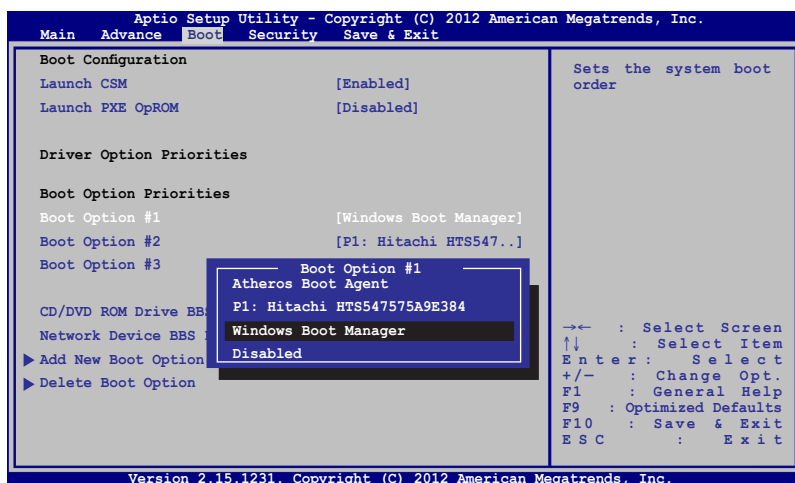 Aptio Setup Utility - Copyright (C) 2012 American Megatrends, Inc.
Main Advance Boot Security Save & Exit
Boot Configuration
Launch CSM [Enabled]
Launch PXE OpROM [Disabled]
Driver Option Priorities
Boot Option Priorities
Boot Option #1 [Windows Boot Manager]
Boot Option #2 [P1: Hitachi HTS547..]
Boot Option #3
CD/DVD ROM Drive BBS
Network Device BBS
Add New Boot Option
Delete Boot Option
Boot Option #1
Atheros Boot Agent
P1: Hitachi HTS547575A9E384
Windows Boot Manager
Disabled
Sets the system boot
order
→← : Select Screen
↑↓ : Select Item
Enter: Select
+/— : Change Opt.
F1 : General Help
F9 : Optimized Defaults
F10 : Save & Exit
ESC : Exit
Version 2.15.1231. Copyright (C) 2012 American Megatrends, Inc.